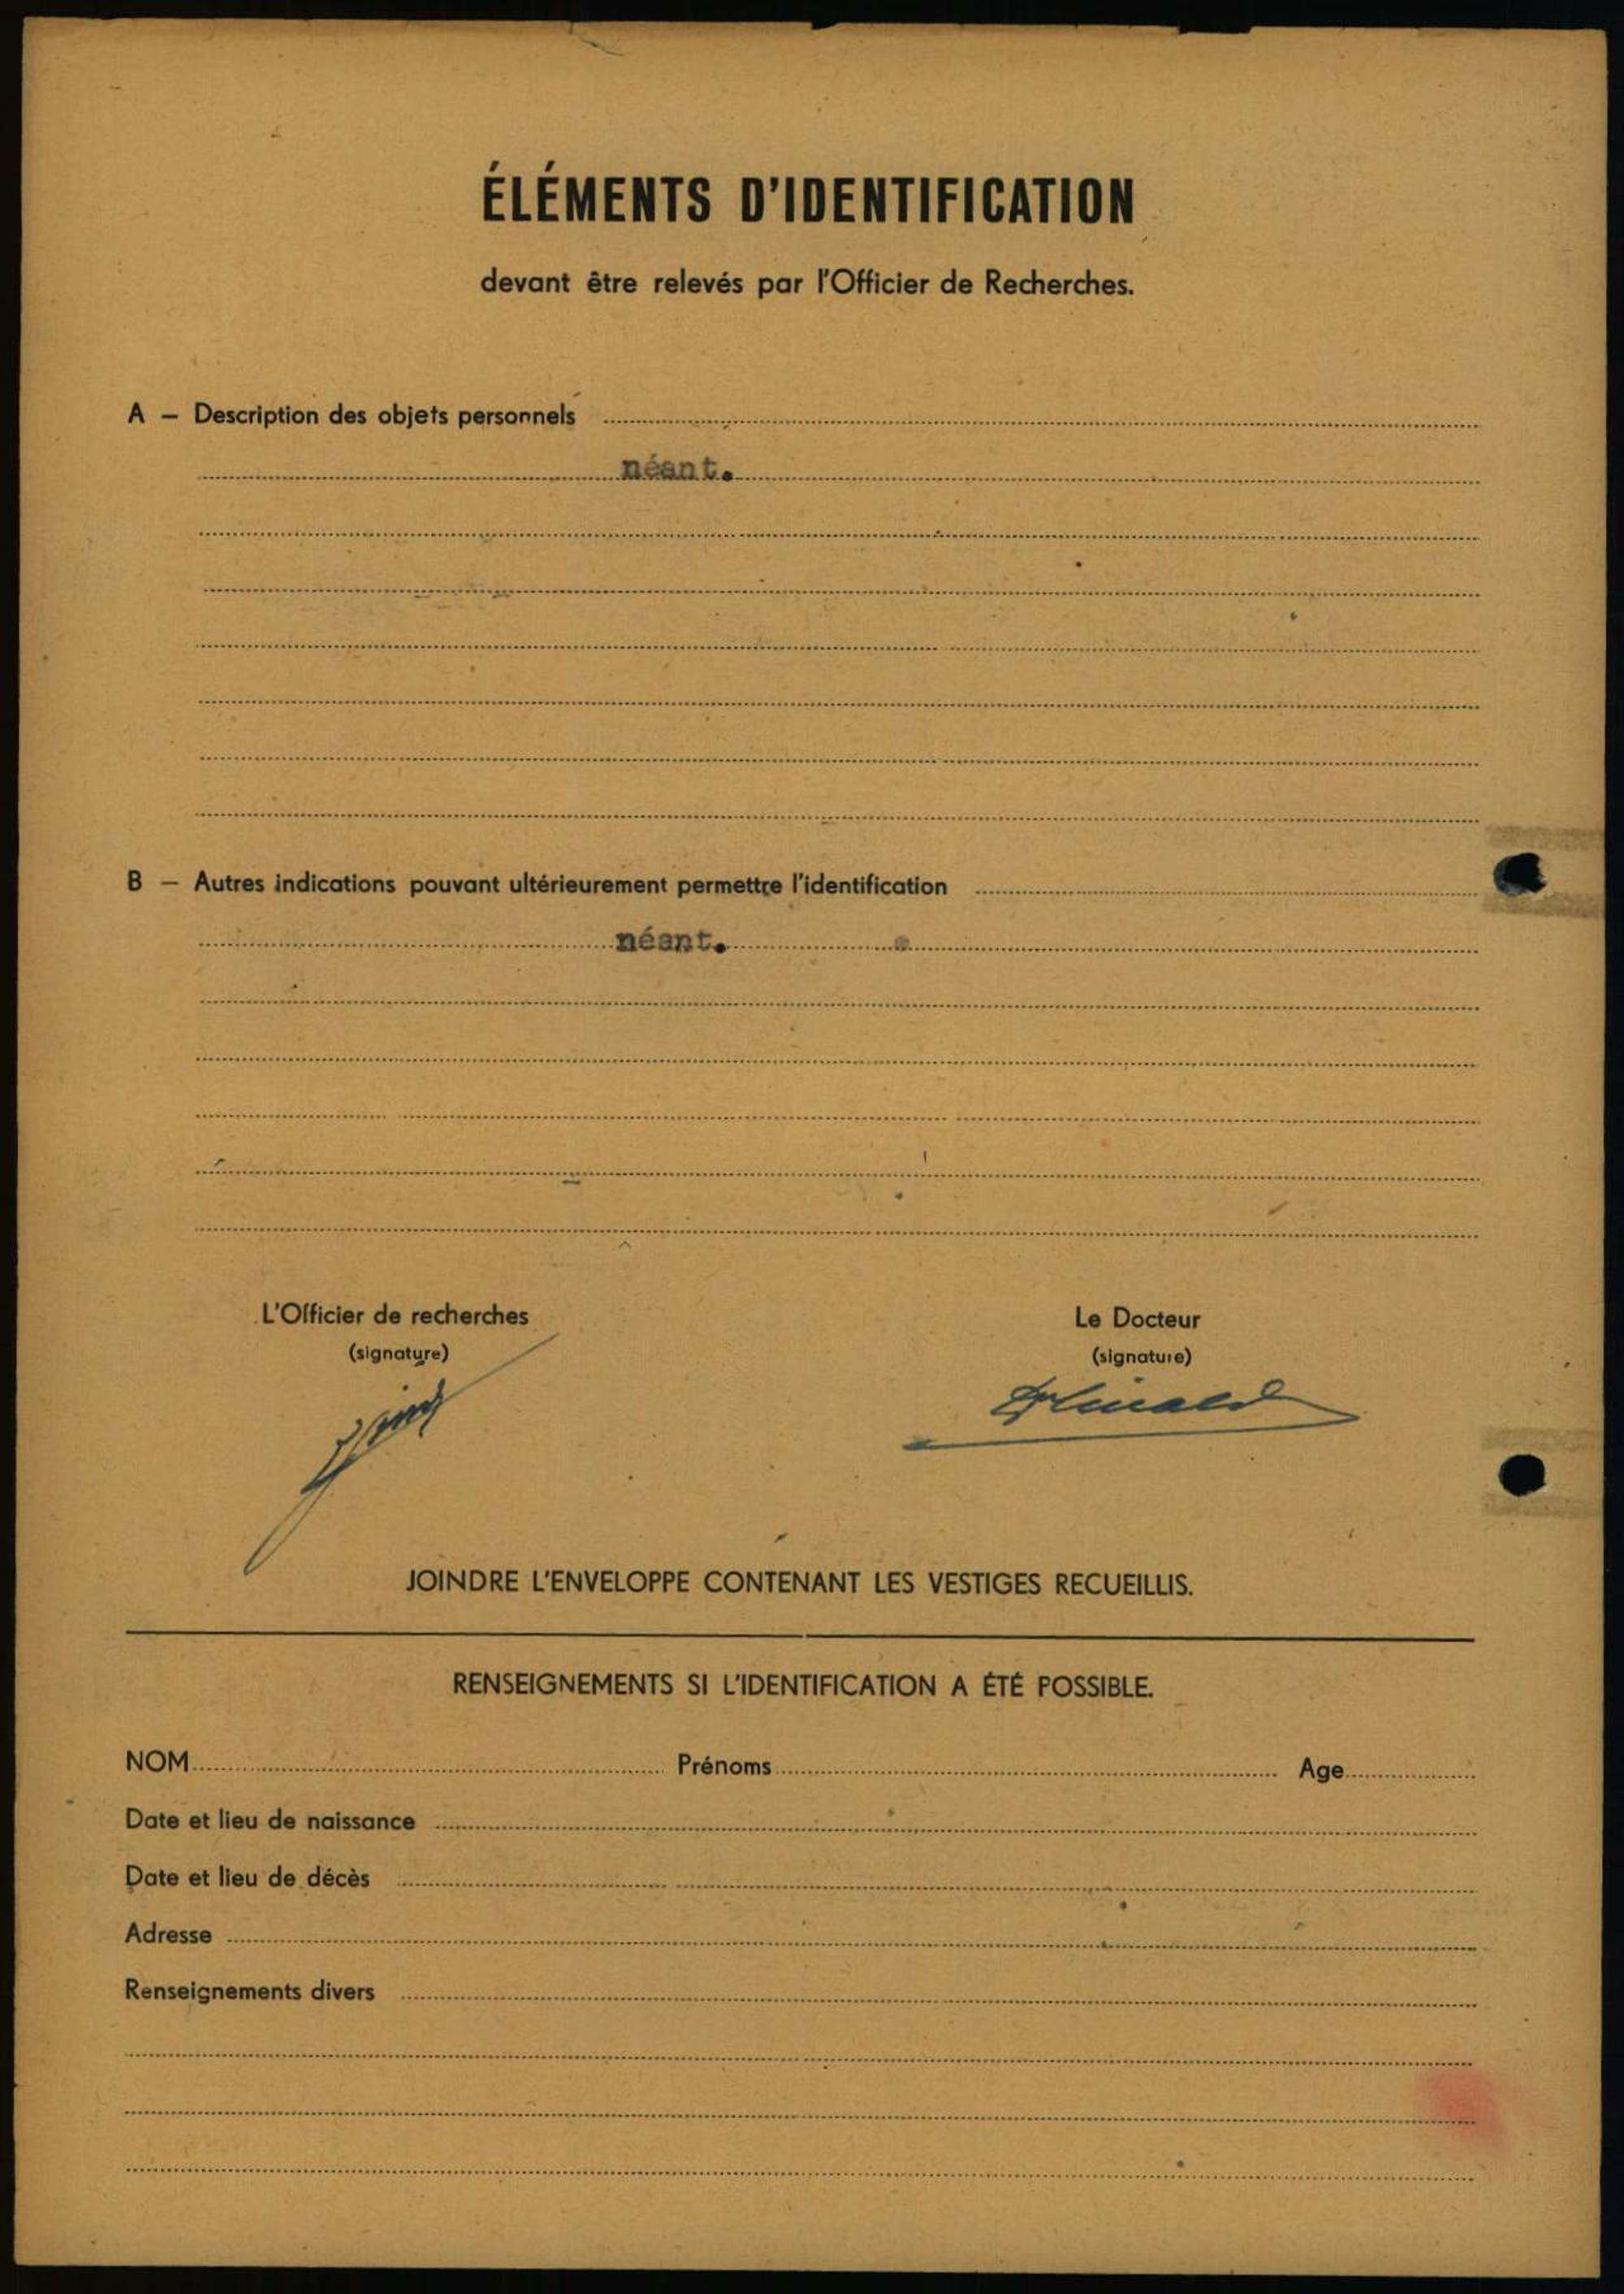 ÉLÉMENTS D'IDENTIFICATION
devant être relevés par l'Officier de Recherches.
A — Description des objets personnels
néant.
B — Autres indications pouvant ultérieurement permettre l'identification
néant.
L'Officier de recherches
Le Docteur
(signature)
(signature)
JOINDRE L'ENVELOPPE CONTENANT LES VESTIGES RECUEILLIS.
RENSEIGNEMENTS SI L'IDENTIFICATION A ÉTÉ POSSIBLE.
NOM Prénoms Age
Date et lieu de naissance
Date et lieu de décès
Adresse
Renseignements divers